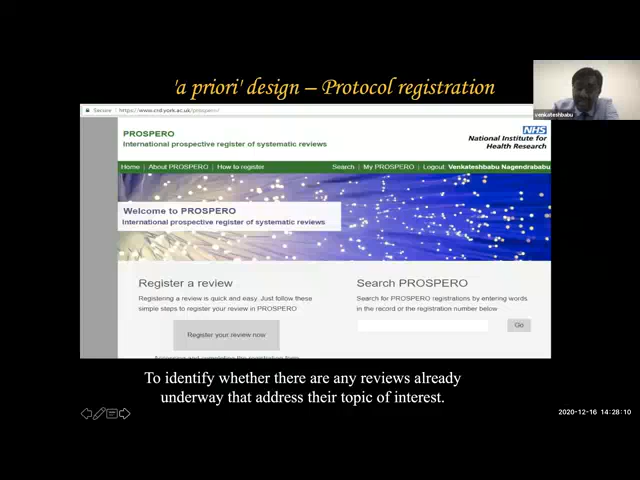 'a priori' design – Protocol registration
venkateshbabu
Secure https://www.crd.york.ac.uk/prospero/
PROSPERO
International prospective register of systematic reviews
NHS
National Institute for
Health Research
Home | About PROSPERO | How to register Search | My PROSPERO | Logout: Venkateshbabu Nagendrababu
Welcome to PROSPERO
International prospective register of systematic reviews
Register a review
Registering a review is quick and easy. Just follow these
simple steps to register your review in PROSPERO
Register your review now
Search PROSPERO
Search for PROSPERO registrations by entering words
in the record or the registration number below
Go
To identify whether there are any reviews already
underway that address their topic of interest.
2020-12-16 14:28:10